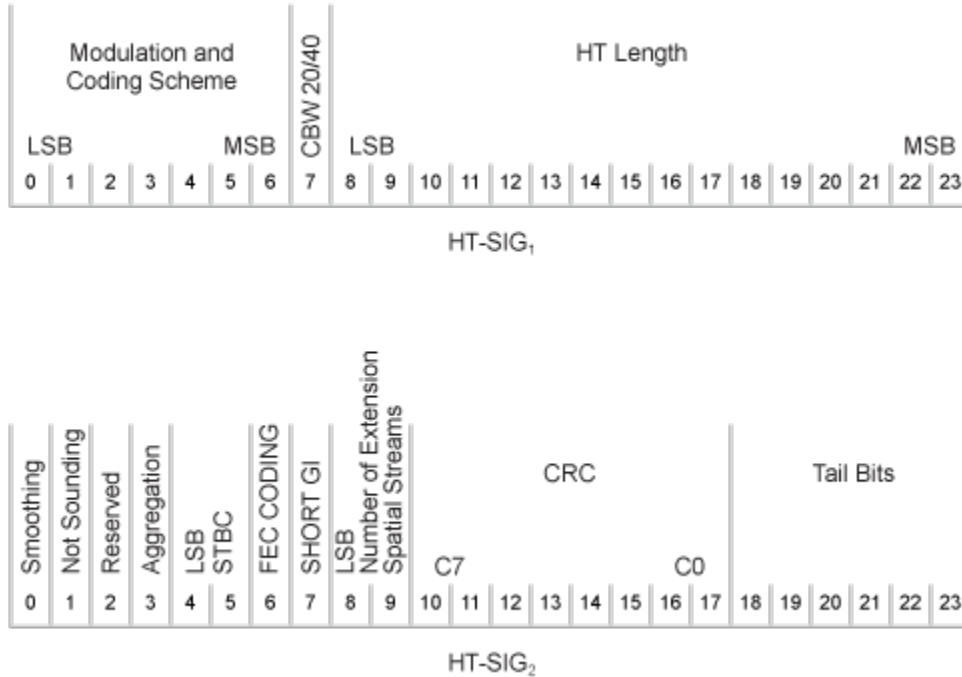 Modulation and
Coding Scheme
CBW 20/40
HT Length
LSB MSB LSB MSB
0 1 2 3 4 5 6 7 8 9 10 11 12 13 14 15 16 17 18 19 20 21 22 23
HT-SIG₁
Smoothing
Not Sounding
Reserved
Aggregation
LSB
STBC
FEC CODING
SHORT GI
LSB
Number of Extension
Spatial Streams
CRC
C7 C0
Tail Bits
0 1 2 3 4 5 6 7 8 9 10 11 12 13 14 15 16 17 18 19 20 21 22 23
HT-SIG₂